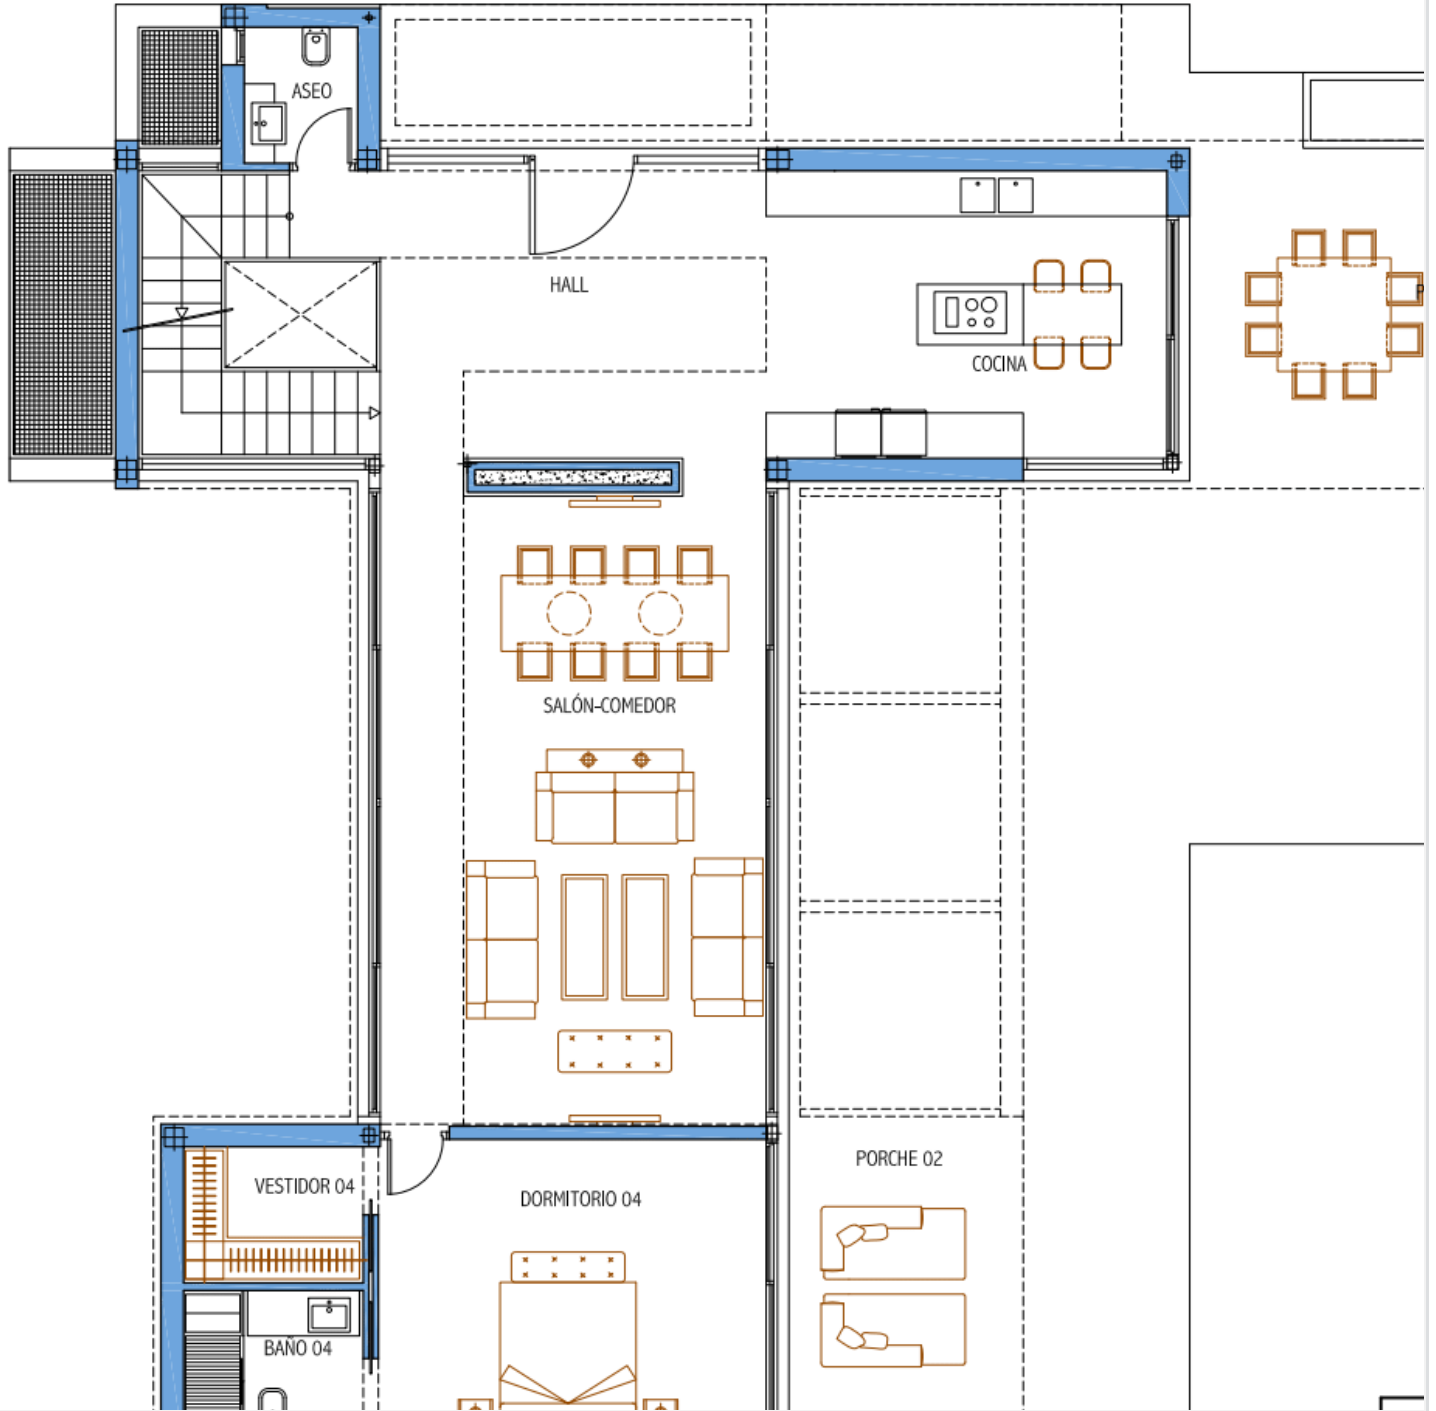 ASEO
HALL
COCINA
SALÓN-COMEDOR
PORCHE 02
VESTIDOR 04
DORMITORIO 04
BAÑO 04